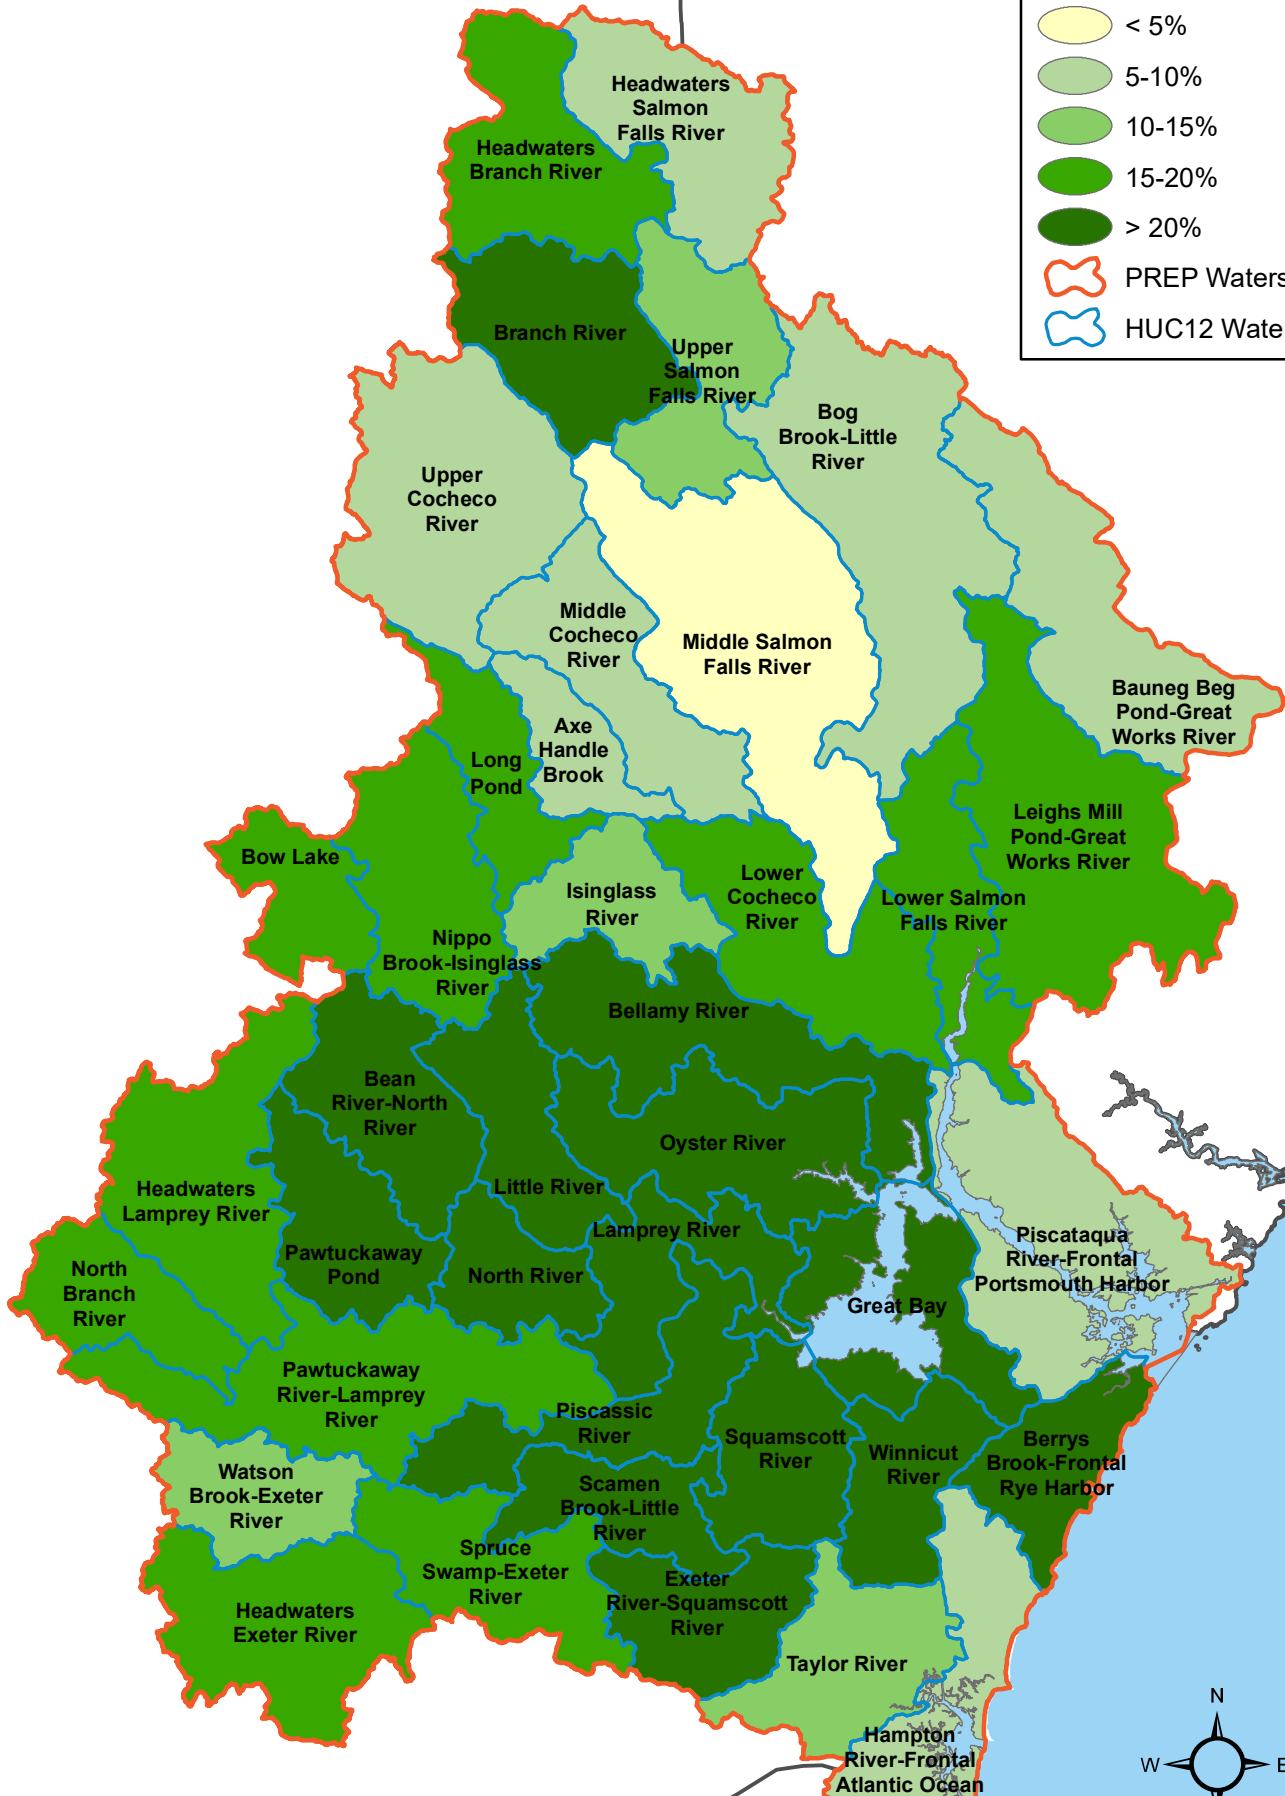 < 5%
5-10%
10-15%
15-20%
> 20%
PREP Waters
HUC12 Wate
Headwaters
Salmon
Falls River
Headwaters
Branch River
Branch River
Upper
Salmon
Falls River
Bog
Brook-Little
River
Upper
Cocheco
River
Middle
Cocheco
River
Middle Salmon
Falls River
Bauneg Beg
Pond-Great
Works River
Axe
Handle
Brook
Long
Pond
Leighs Mill
Pond-Great
Works River
Bow Lake
Isinglass
River
Lower
Cocheco
River
Lower Salmon
Falls River
Nippo
Brook-Isinglass
River
Bellamy River
Bean
River-North
River
Oyster River
Headwaters
Lamprey River
Little River
Lamprey River
Pawtuckaway
Pond
North River
North
Branch
River
Piscataqua
River-Frontal
Portsmouth Harbor
Great Bay
Pawtuckaway
River-Lamprey
River
Piscassic
River
Squamscott
River
Winnicut
River
Berrys
Brook-Frontal
Rye Harbor
Watson
Brook-Exeter
River
Scamen
Brook-Little
River
Spruce
Swamp-Exeter
River
Exeter
River-Squamscott
River
Headwaters
Exeter River
Taylor River
Hampton
River-Frontal
Atlantic Ocean
N
W
E